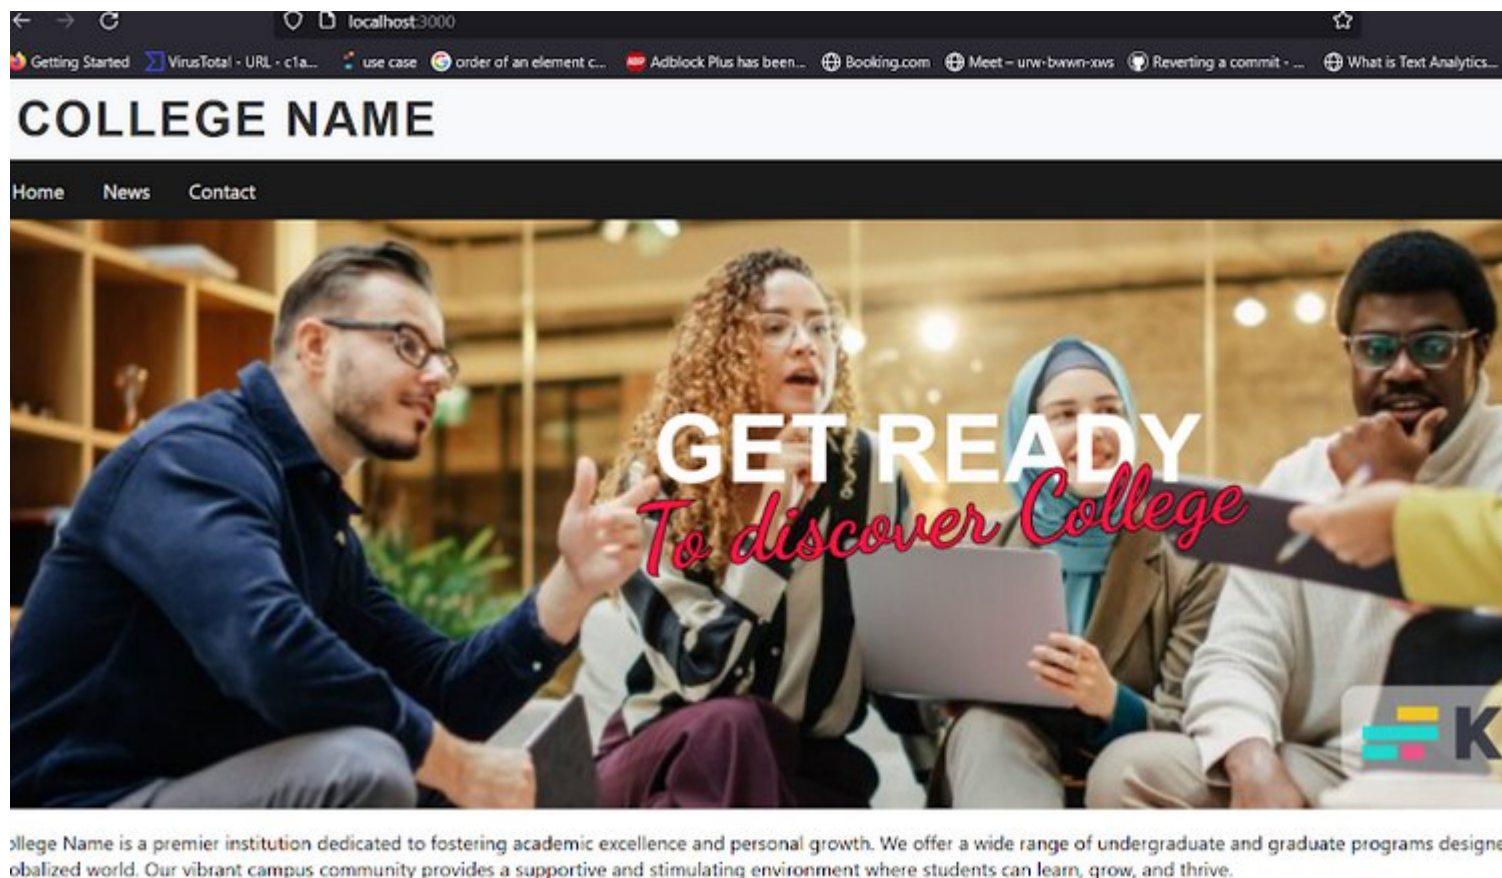 localhost:3000
Getting Started VirusTotal - URL - c1a... use case order of an element c... Adblock Plus has been... Booking.com Meet – urw-bwwn-xws Reverting a commit - ... What is Text Analytics...
COLLEGE NAME
Home News Contact
GET READY
To discover College
K
ollege Name is a premier institution dedicated to fostering academic excellence and personal growth. We offer a wide range of undergraduate and graduate programs designe
obalized world. Our vibrant campus community provides a supportive and stimulating environment where students can learn, grow, and thrive.